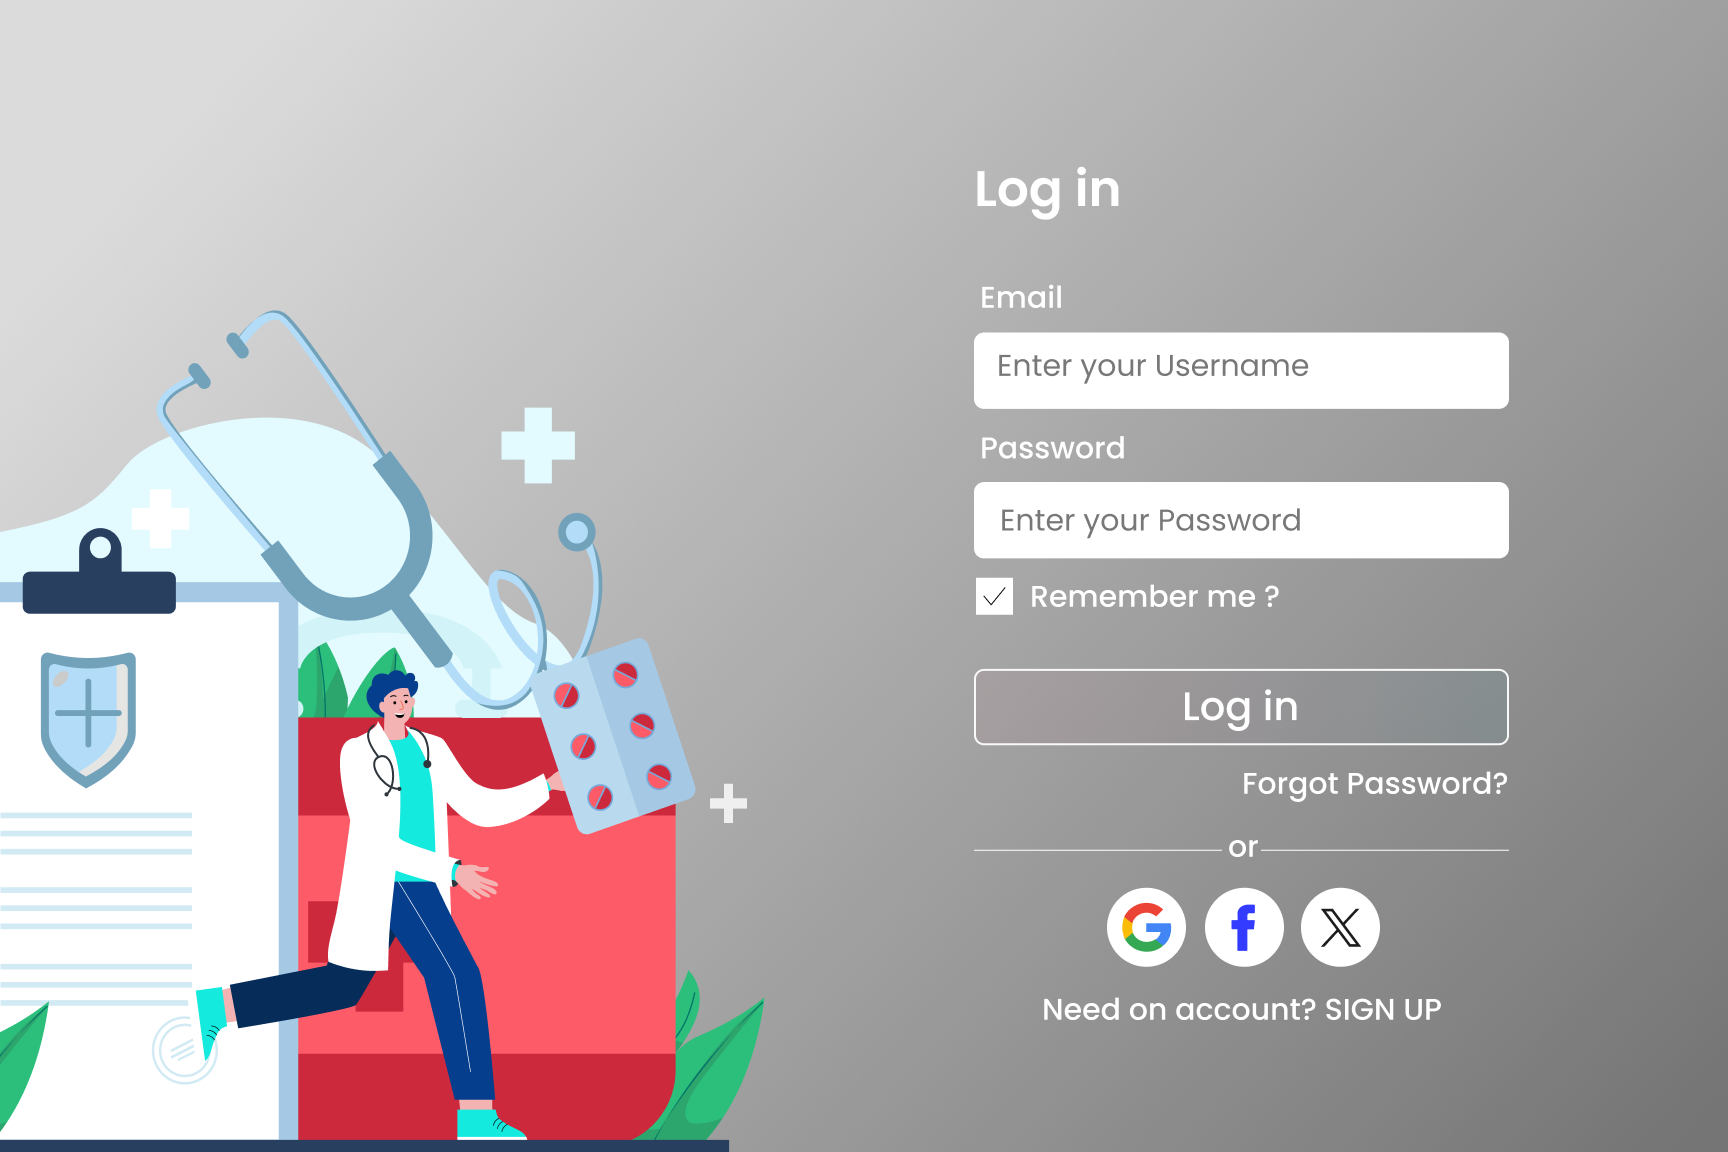 Log in
Email
Enter your Username
Password
Enter your Password
Remember me ?
Log in
Forgot Password?
or
Need on account? SIGN UP